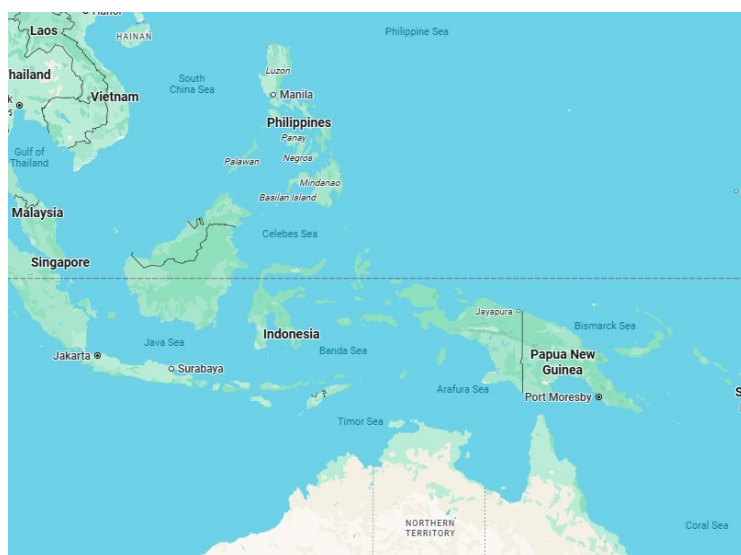 Laos
HAINAN
Philippine Sea
Luzon
South
China Sea
Manila
Vietnam
Philippines
Panay
Gulf of
Thailand
Palawan
Negros
Mindanao
Basilan Island
Malaysia
Celebes Sea
Singapore
Jayapura
Bismarck Sea
Indonesia
Java Sea
Banda Sea
Jakarta
Surabaya
Papua New
Guinea
Arafura Sea
Port Moresby
Timor Sea
NORTHERN
TERRITORY
Coral Sea